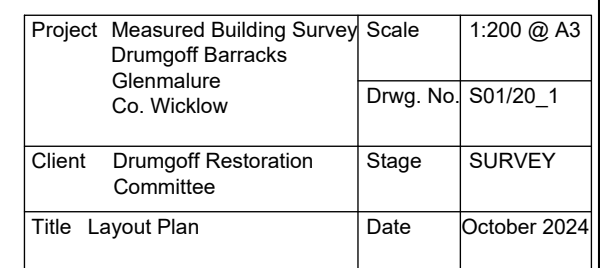 Project Measured Building Survey Scale 1:200 @ A3
Drumgoff Barracks
Glenmalure
Co. Wicklow
Drwg. No. S01/20_1
Client Drumgoff Restoration Stage SURVEY
Committee
Title Layout Plan Date October 2024